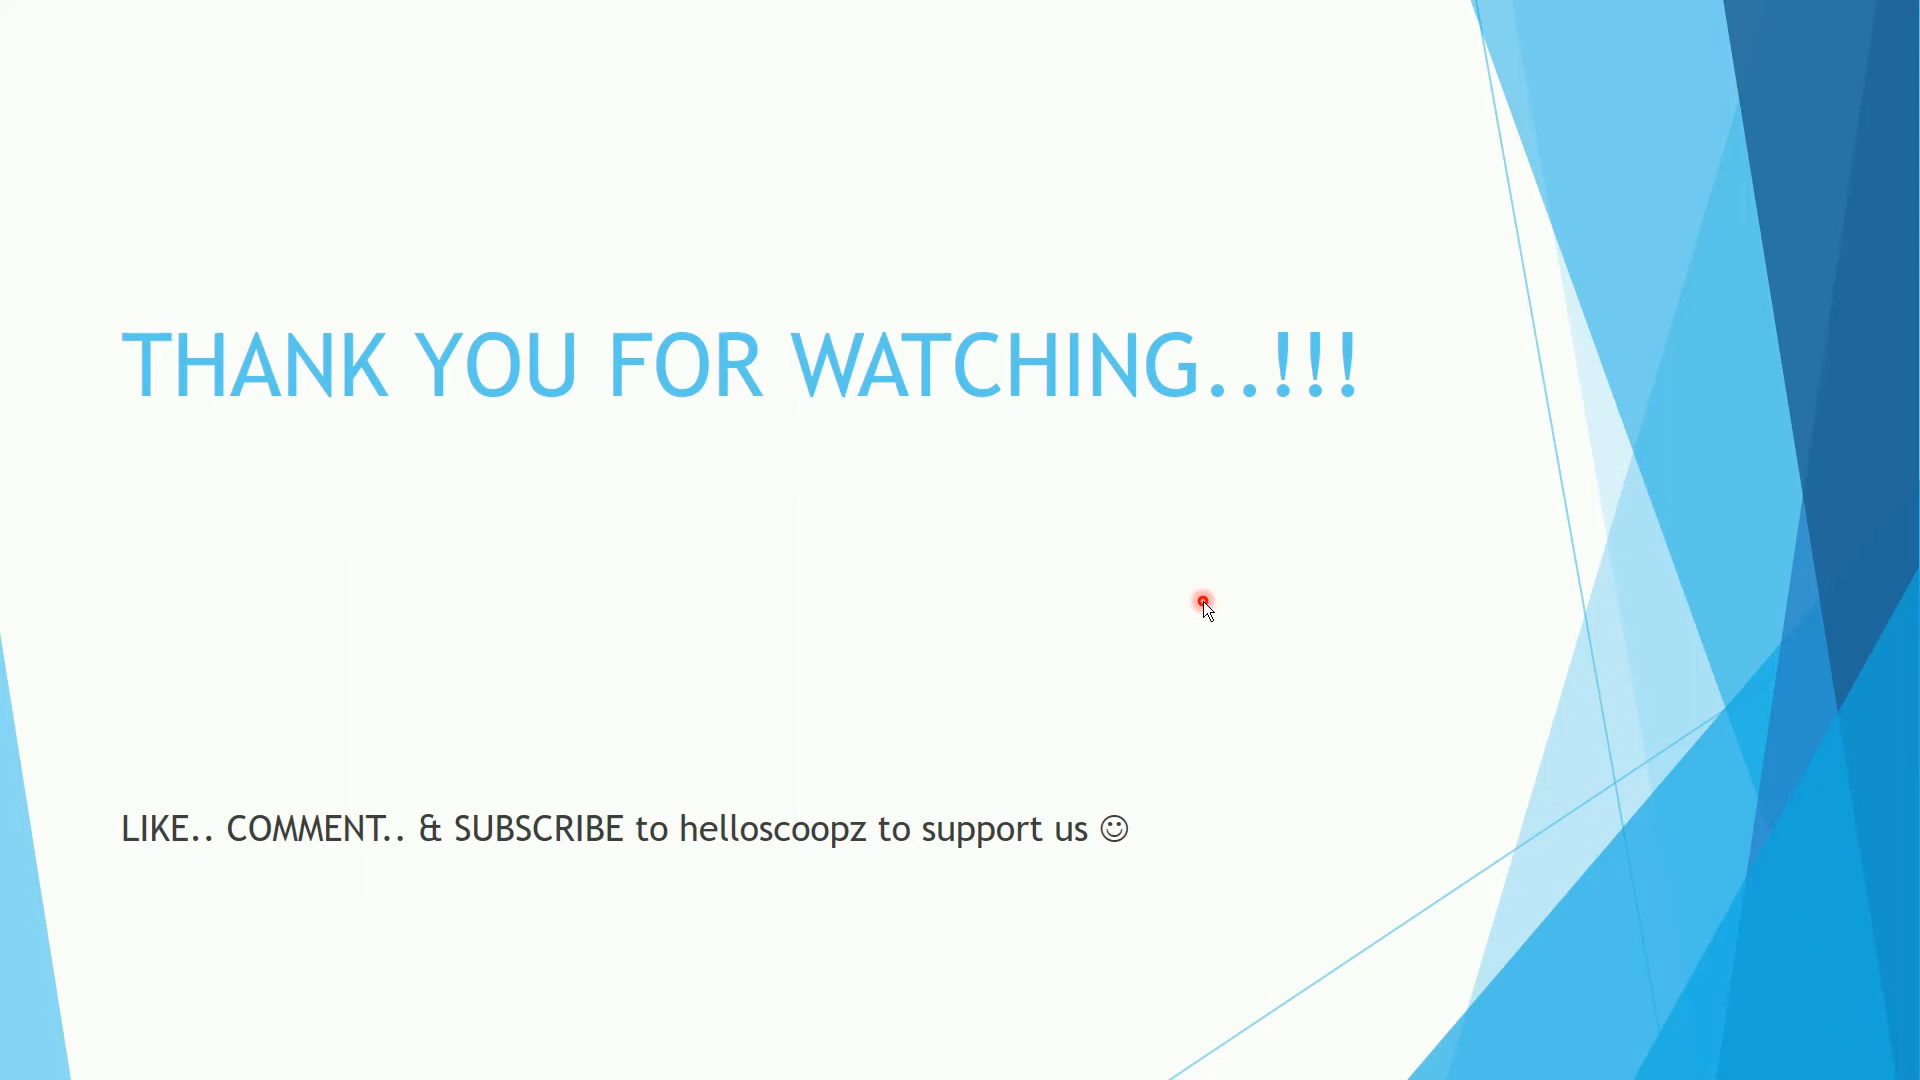 THANK YOU FOR WATCHING..!!!
LIKE.. COMMENT.. & SUBSCRIBE to helloscoopz to support us ☺